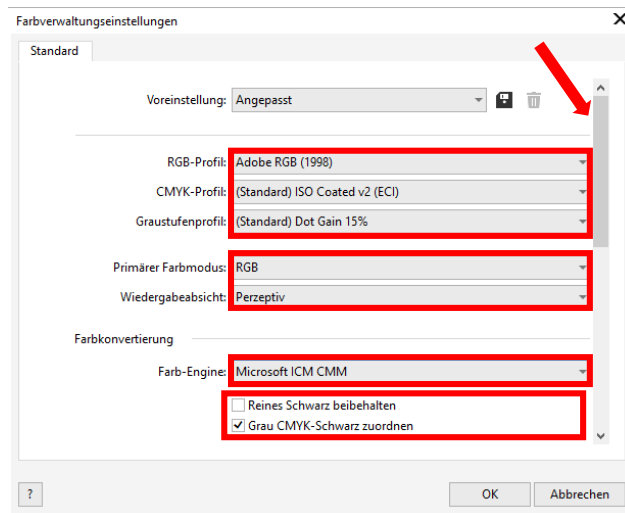 Farbverwaltungseinstellungen
Standard
Voreinstellung: Angepasst
RGB-Profil: Adobe RGB (1998)
CMYK-Profil: (Standard) ISO Coated v2 (ECI)
Graustufenprofil: (Standard) Dot Gain 15%
Primärer Farbmodus: RGB
Wiedergabeabsicht: Perzeptiv
Farbkonvertierung
Farb-Engine: Microsoft ICM CMM
Reines Schwarz beibehalten
Grau CMYK-Schwarz zuordnen
? OK Abbrechen